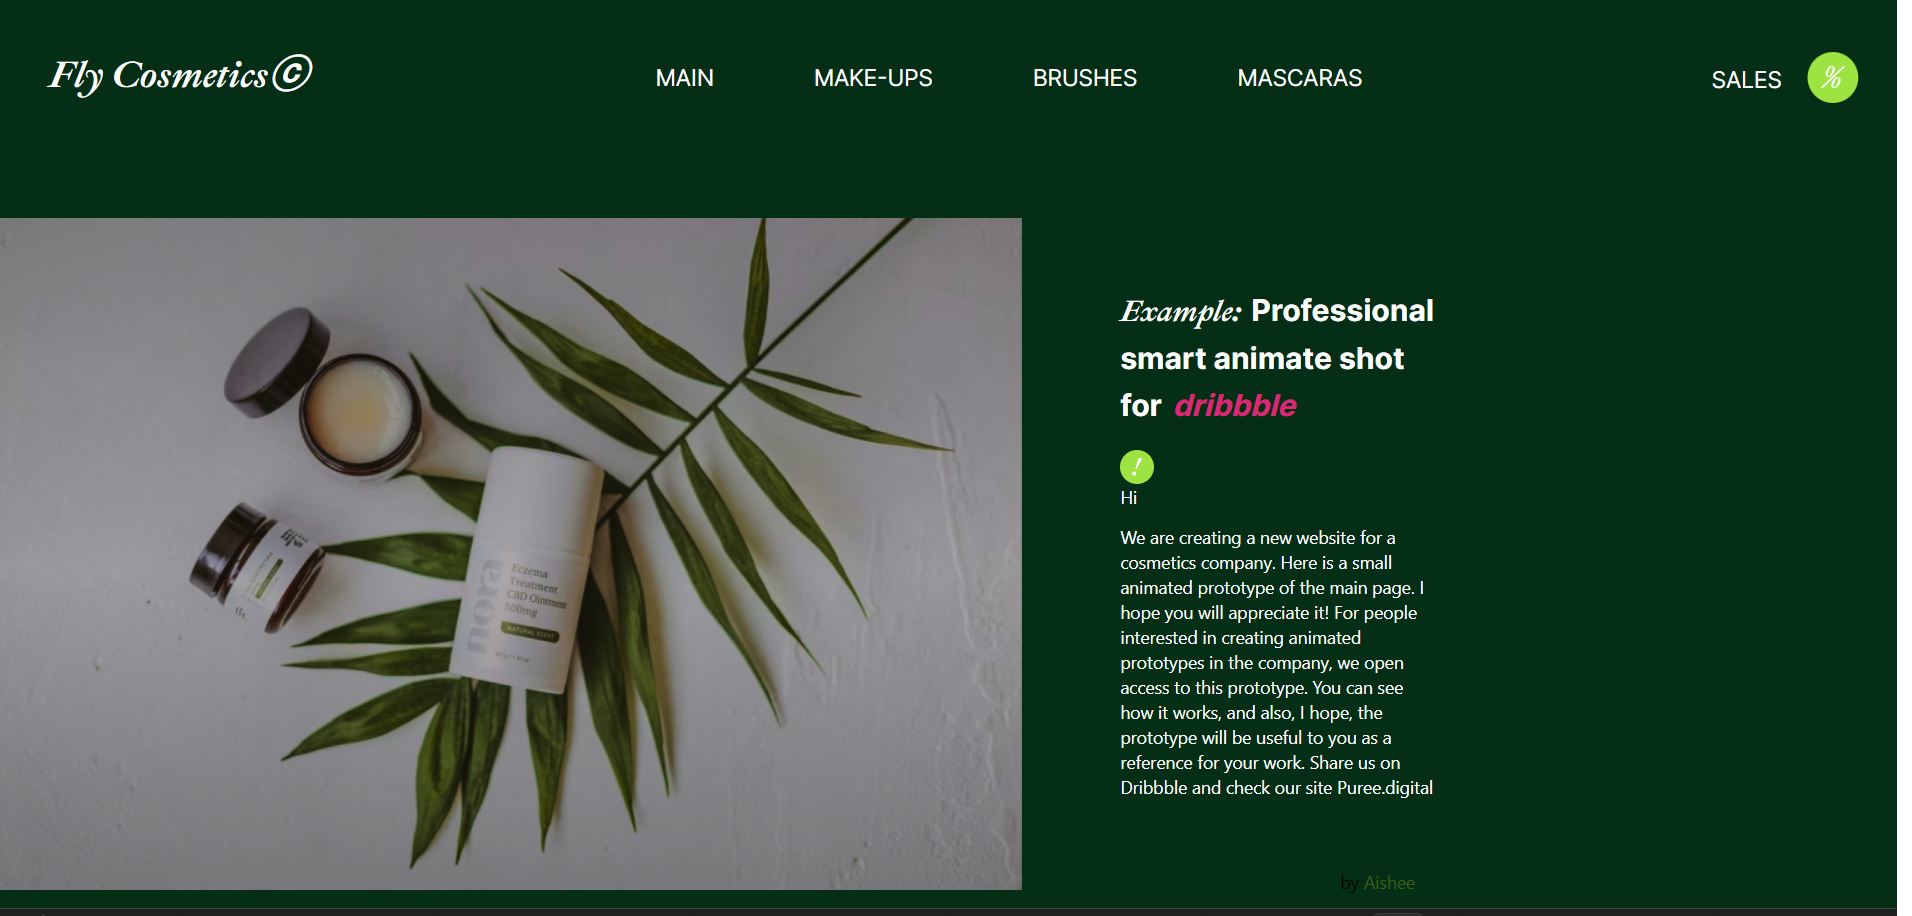 Fly Cosmetics©
MAIN
MAKE-UPS
BRUSHES
MASCARAS
SALES
%
Example: Professional
smart animate shot
for dribbble
!
Hi
We are creating a new website for a
cosmetics company. Here is a small
animated prototype of the main page. I
hope you will appreciate it! For people
interested in creating animated
prototypes in the company, we open
access to this prototype. You can see
how it works, and also, I hope, the
prototype will be useful to you as a
reference for your work. Share us on
Dribbble and check our site Puree.digital
nora
Eczema
Treatment
CBD Ointment
500mg
NATURAL SCENT
by Aishee